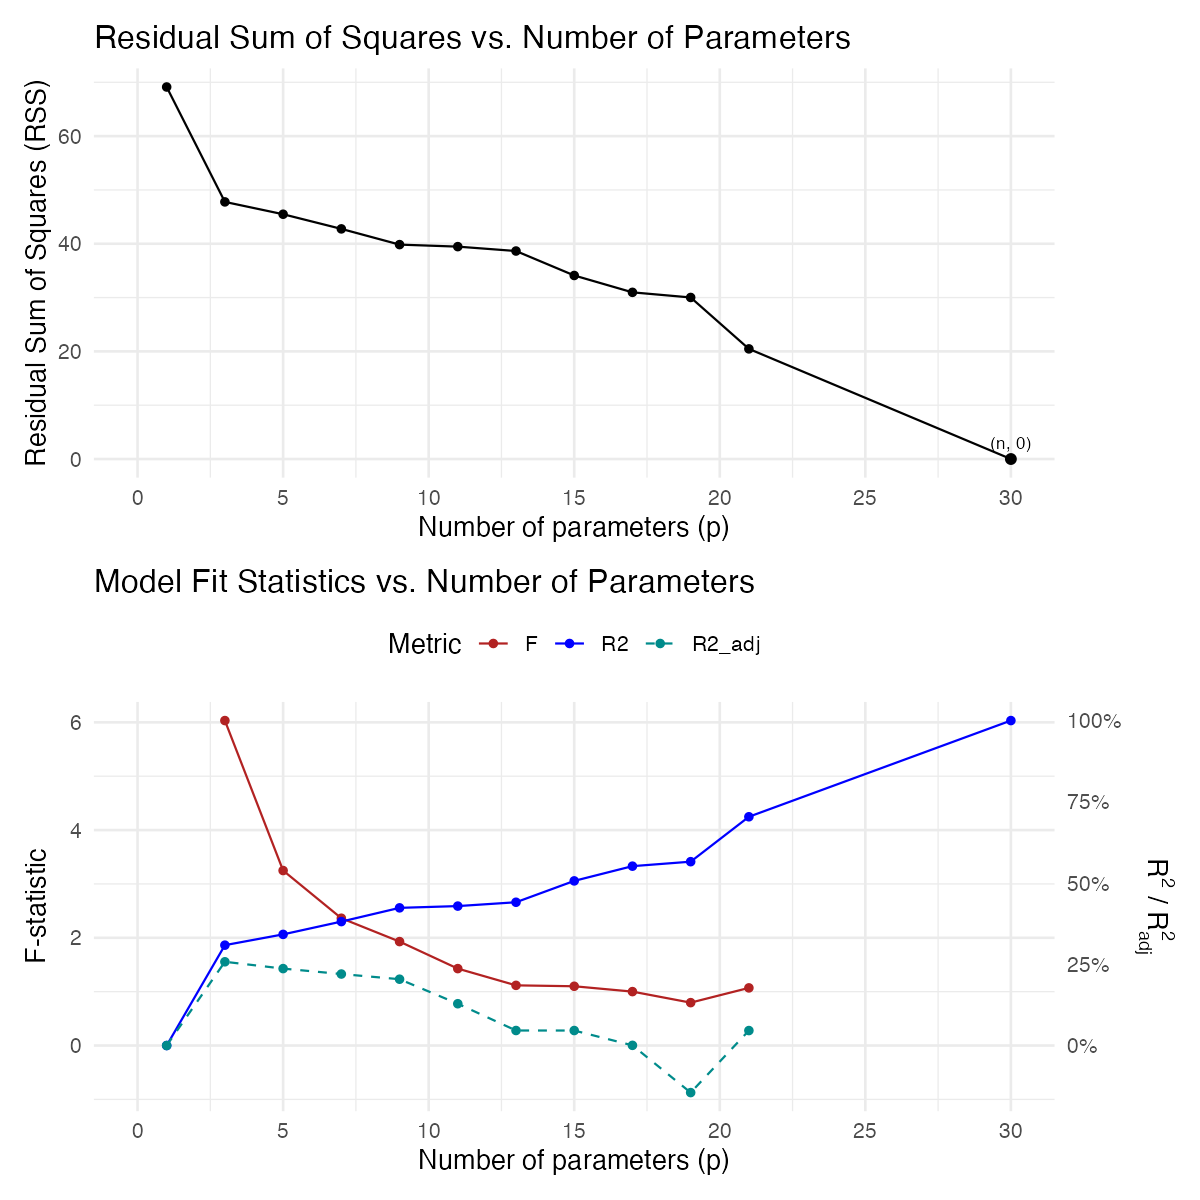 Residual Sum of Squares vs. Number of Parameters
Residual Sum of Squares (RSS)
60
40
20
0
(n, 0)
0 5 10 15 20 25 30
Number of parameters (p)
Model Fit Statistics vs. Number of Parameters
Metric F R2 R2_adj
F-statistic
6
4
2
0
100%
75%
50%
25%
0%
R² / R²adj
0 5 10 15 20 25 30
Number of parameters (p)